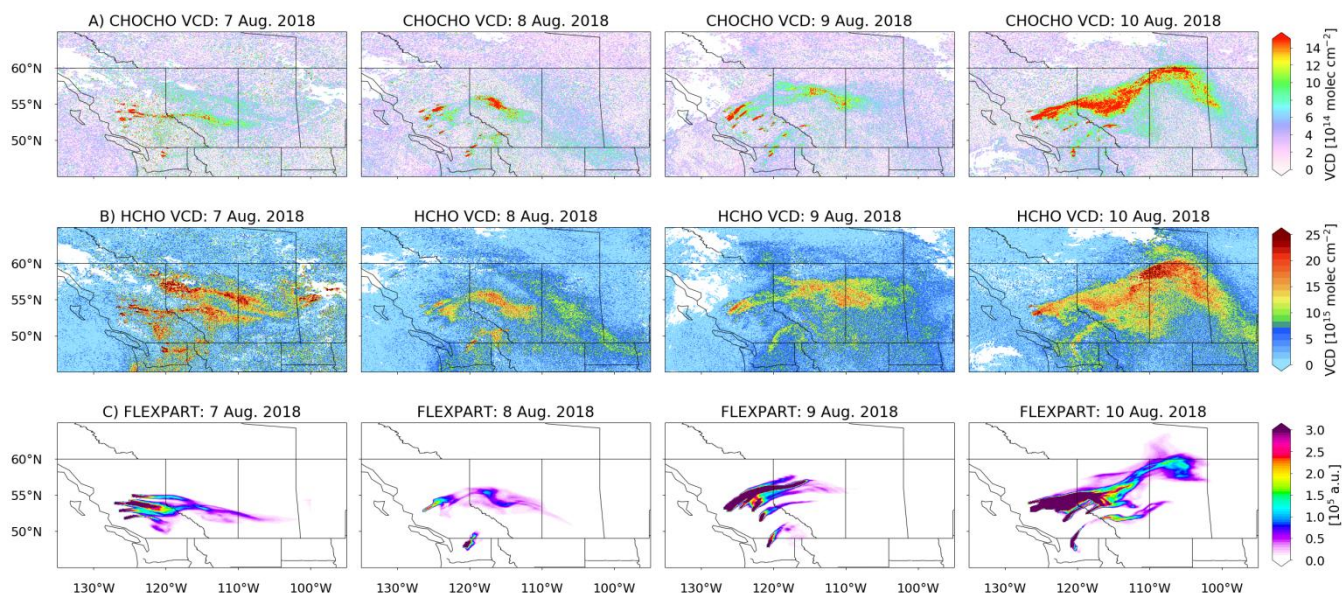 A) CHOCHO VCD: 7 Aug. 2018 CHOCHO VCD: 8 Aug. 2018 CHOCHO VCD: 9 Aug. 2018 CHOCHO VCD: 10 Aug. 2018
60°N
55°N
50°N
14
12
10
8
6
4
2
0
VCD [10¹⁴ molec cm⁻²]
B) HCHO VCD: 7 Aug. 2018 HCHO VCD: 8 Aug. 2018 HCHO VCD: 9 Aug. 2018 HCHO VCD: 10 Aug. 2018
60°N
55°N
50°N
25
20
15
10
5
0
VCD [10¹⁵ molec cm⁻²]
C) FLEXPART: 7 Aug. 2018 FLEXPART: 8 Aug. 2018 FLEXPART: 9 Aug. 2018 FLEXPART: 10 Aug. 2018
60°N
55°N
50°N
3.0
2.5
2.0
1.5
1.0
0.5
0.0
[10⁵ a.u.]
130°W 120°W 110°W 100°W 130°W 120°W 110°W 100°W 130°W 120°W 110°W 100°W 130°W 120°W 110°W 100°W